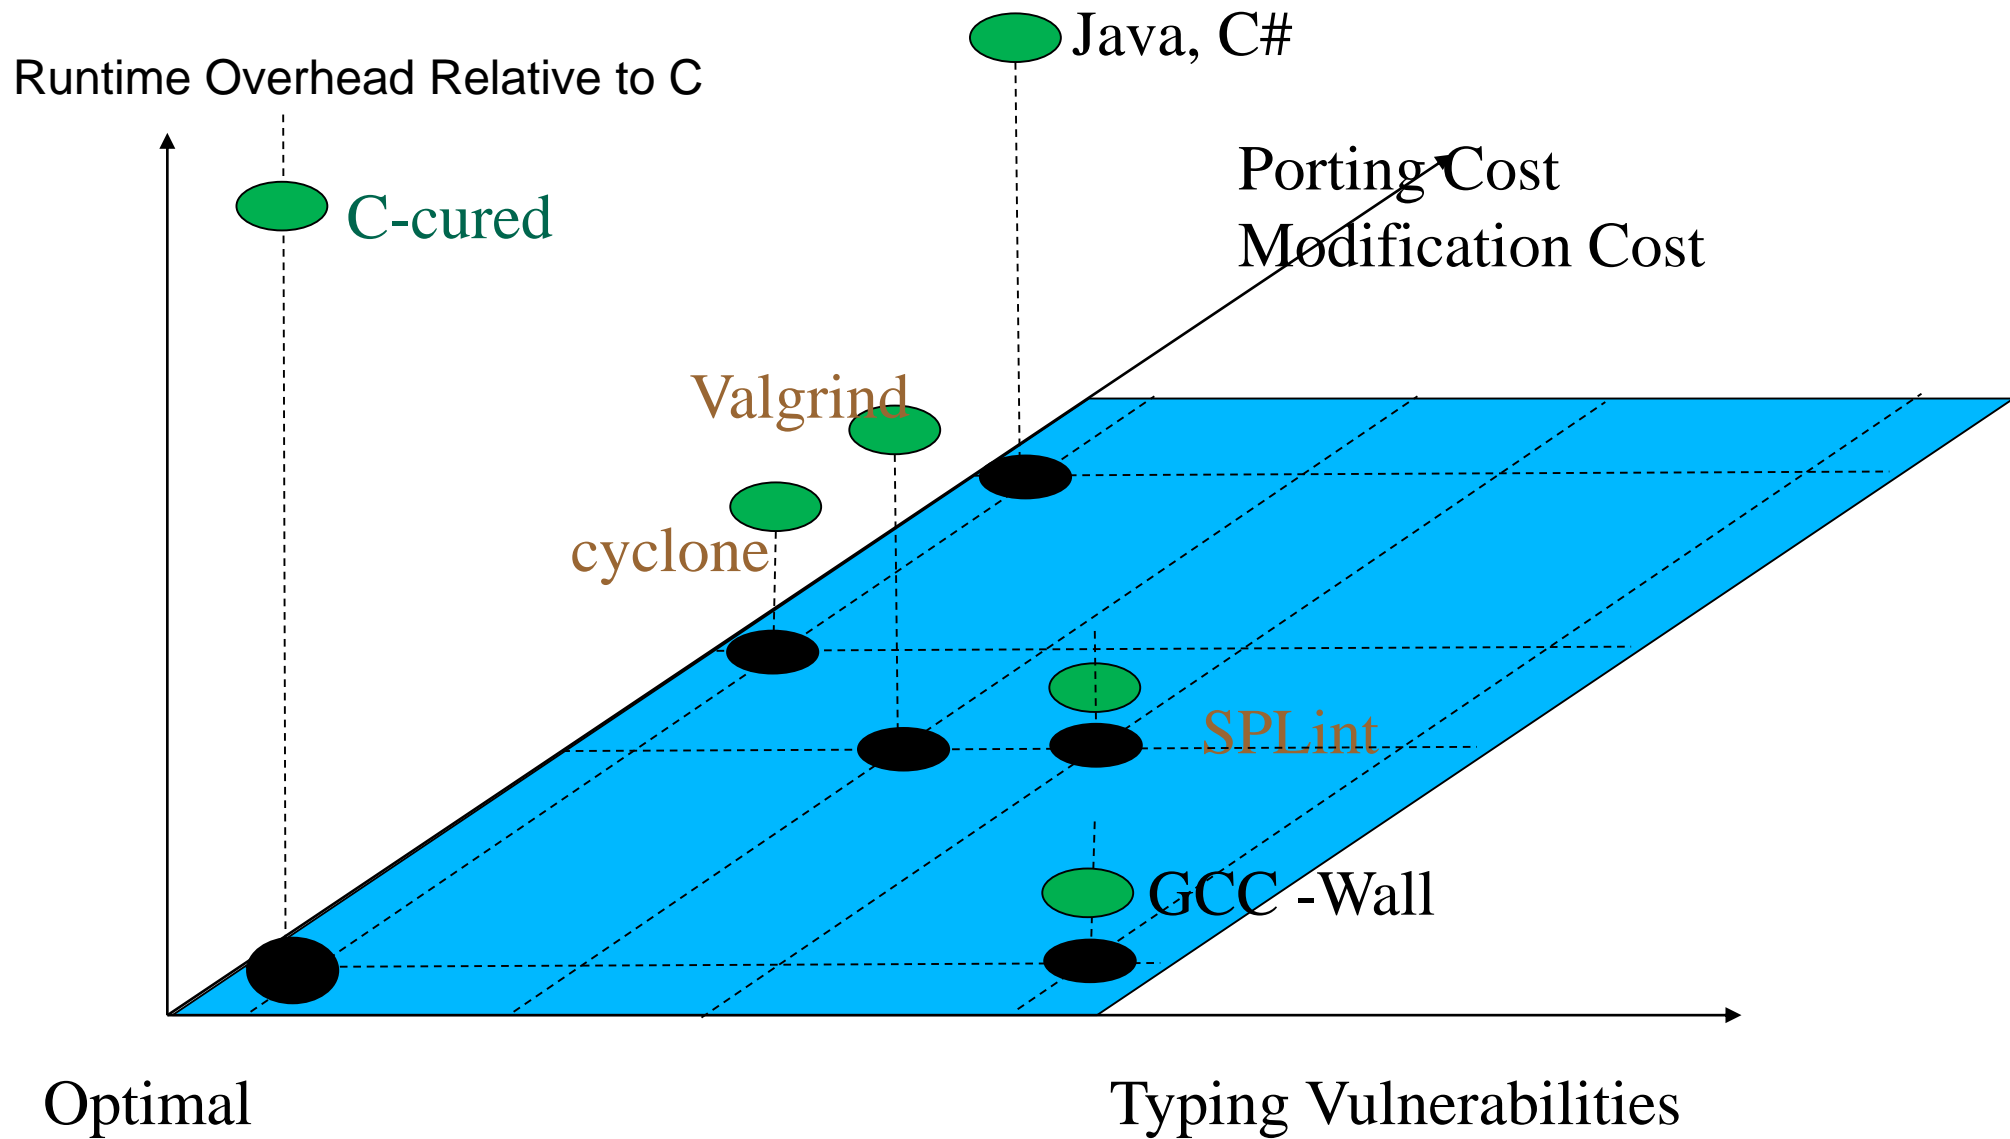 Java, C#
Runtime Overhead Relative to C
Porting Cost
Modification Cost
C-cured
Valgrind
cyclone
SPLint
GCC -Wall
Optimal
Typing Vulnerabilities